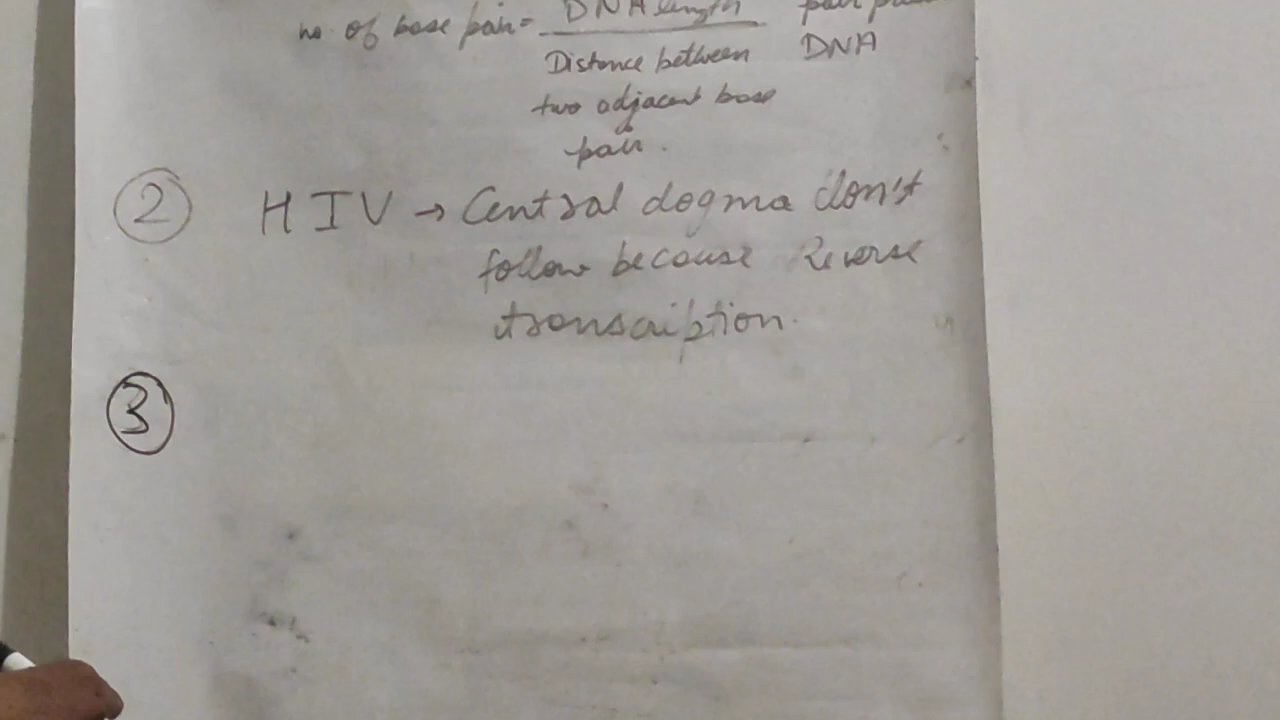 DNA length pair
no. of base pair = Distance between DNA
two adjacent base
pair.
② HIV → Central dogma don't
follow because Reverse
transcription.
③